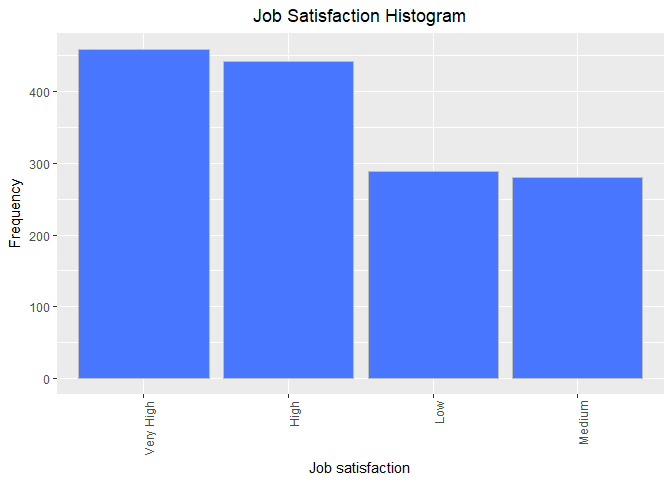 Job Satisfaction Histogram
Frequency
400
300
200
100
0
Very High
High
Low
Medium
Job satisfaction